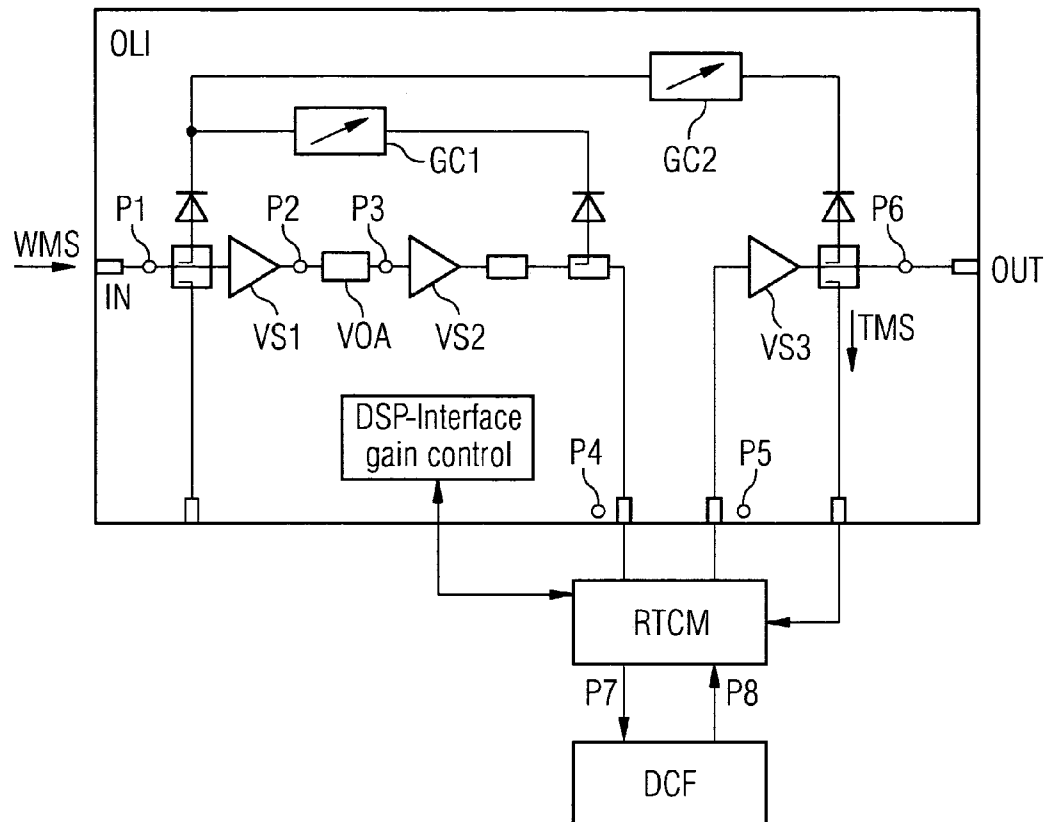 OLI
GC1
GC2
P1
P2
P3
P6
WMS
IN
OUT
VS1
VOA
VS2
VS3
TMS
DSP-Interface
gain control
P4
P5
RTCM
P7
P8
DCF